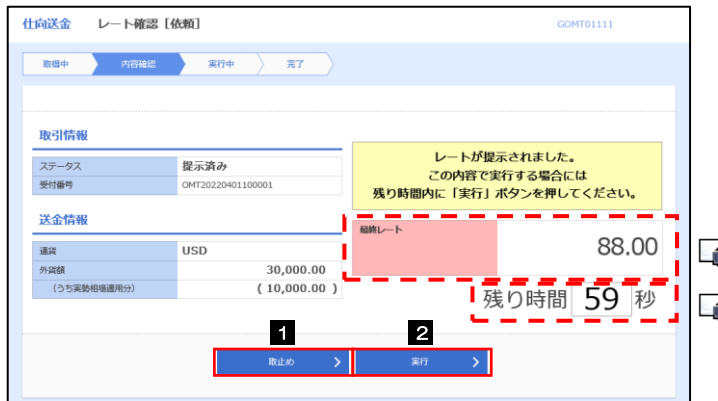 仕向送金 レート確認［依頼］ GOMT01111
取得中 内容確認 実行中 完了
取引情報
ステータス 提示済み
受付番号 OMT20220401100001
レートが提示されました。
この内容で実行する場合には
残り時間内に「実行」ボタンを押してください。
送金情報
通貨 USD
外貨額 30,000.00
（うち実勢相場適用分） ( 10,000.00 )
最終レート
88.00
残り時間 59 秒
1 2
取止め 実行